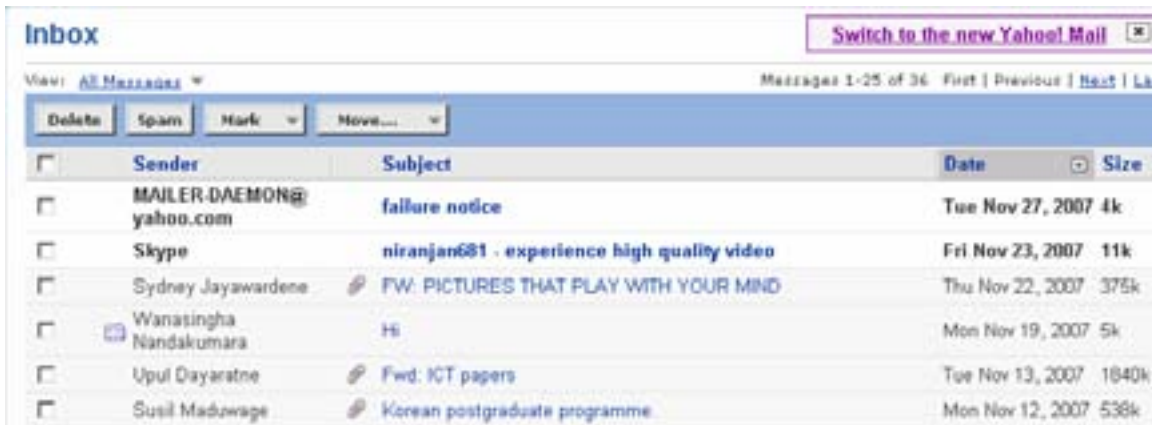 Inbox
Switch to the new Yahoo! Mail
View: All Messages
Messages 1-25 of 36 First | Previous | Next | La
Delete Spam Mark Move...
Sender Subject Date Size
MAILER-DAEMON@
yahoo.com failure notice Tue Nov 27, 2007 4k
Skype niranjan681 - experience high quality video Fri Nov 23, 2007 11k
Sydney Jayawardene FW: PICTURES THAT PLAY WITH YOUR MIND Thu Nov 22, 2007 375k
Wanasingha
Nandakumara Hi Mon Nov 19, 2007 5k
Upul Dayaratne Fwd: ICT papers Tue Nov 13, 2007 1840k
Susil Maduwage Korean postgraduate programme Mon Nov 12, 2007 538k